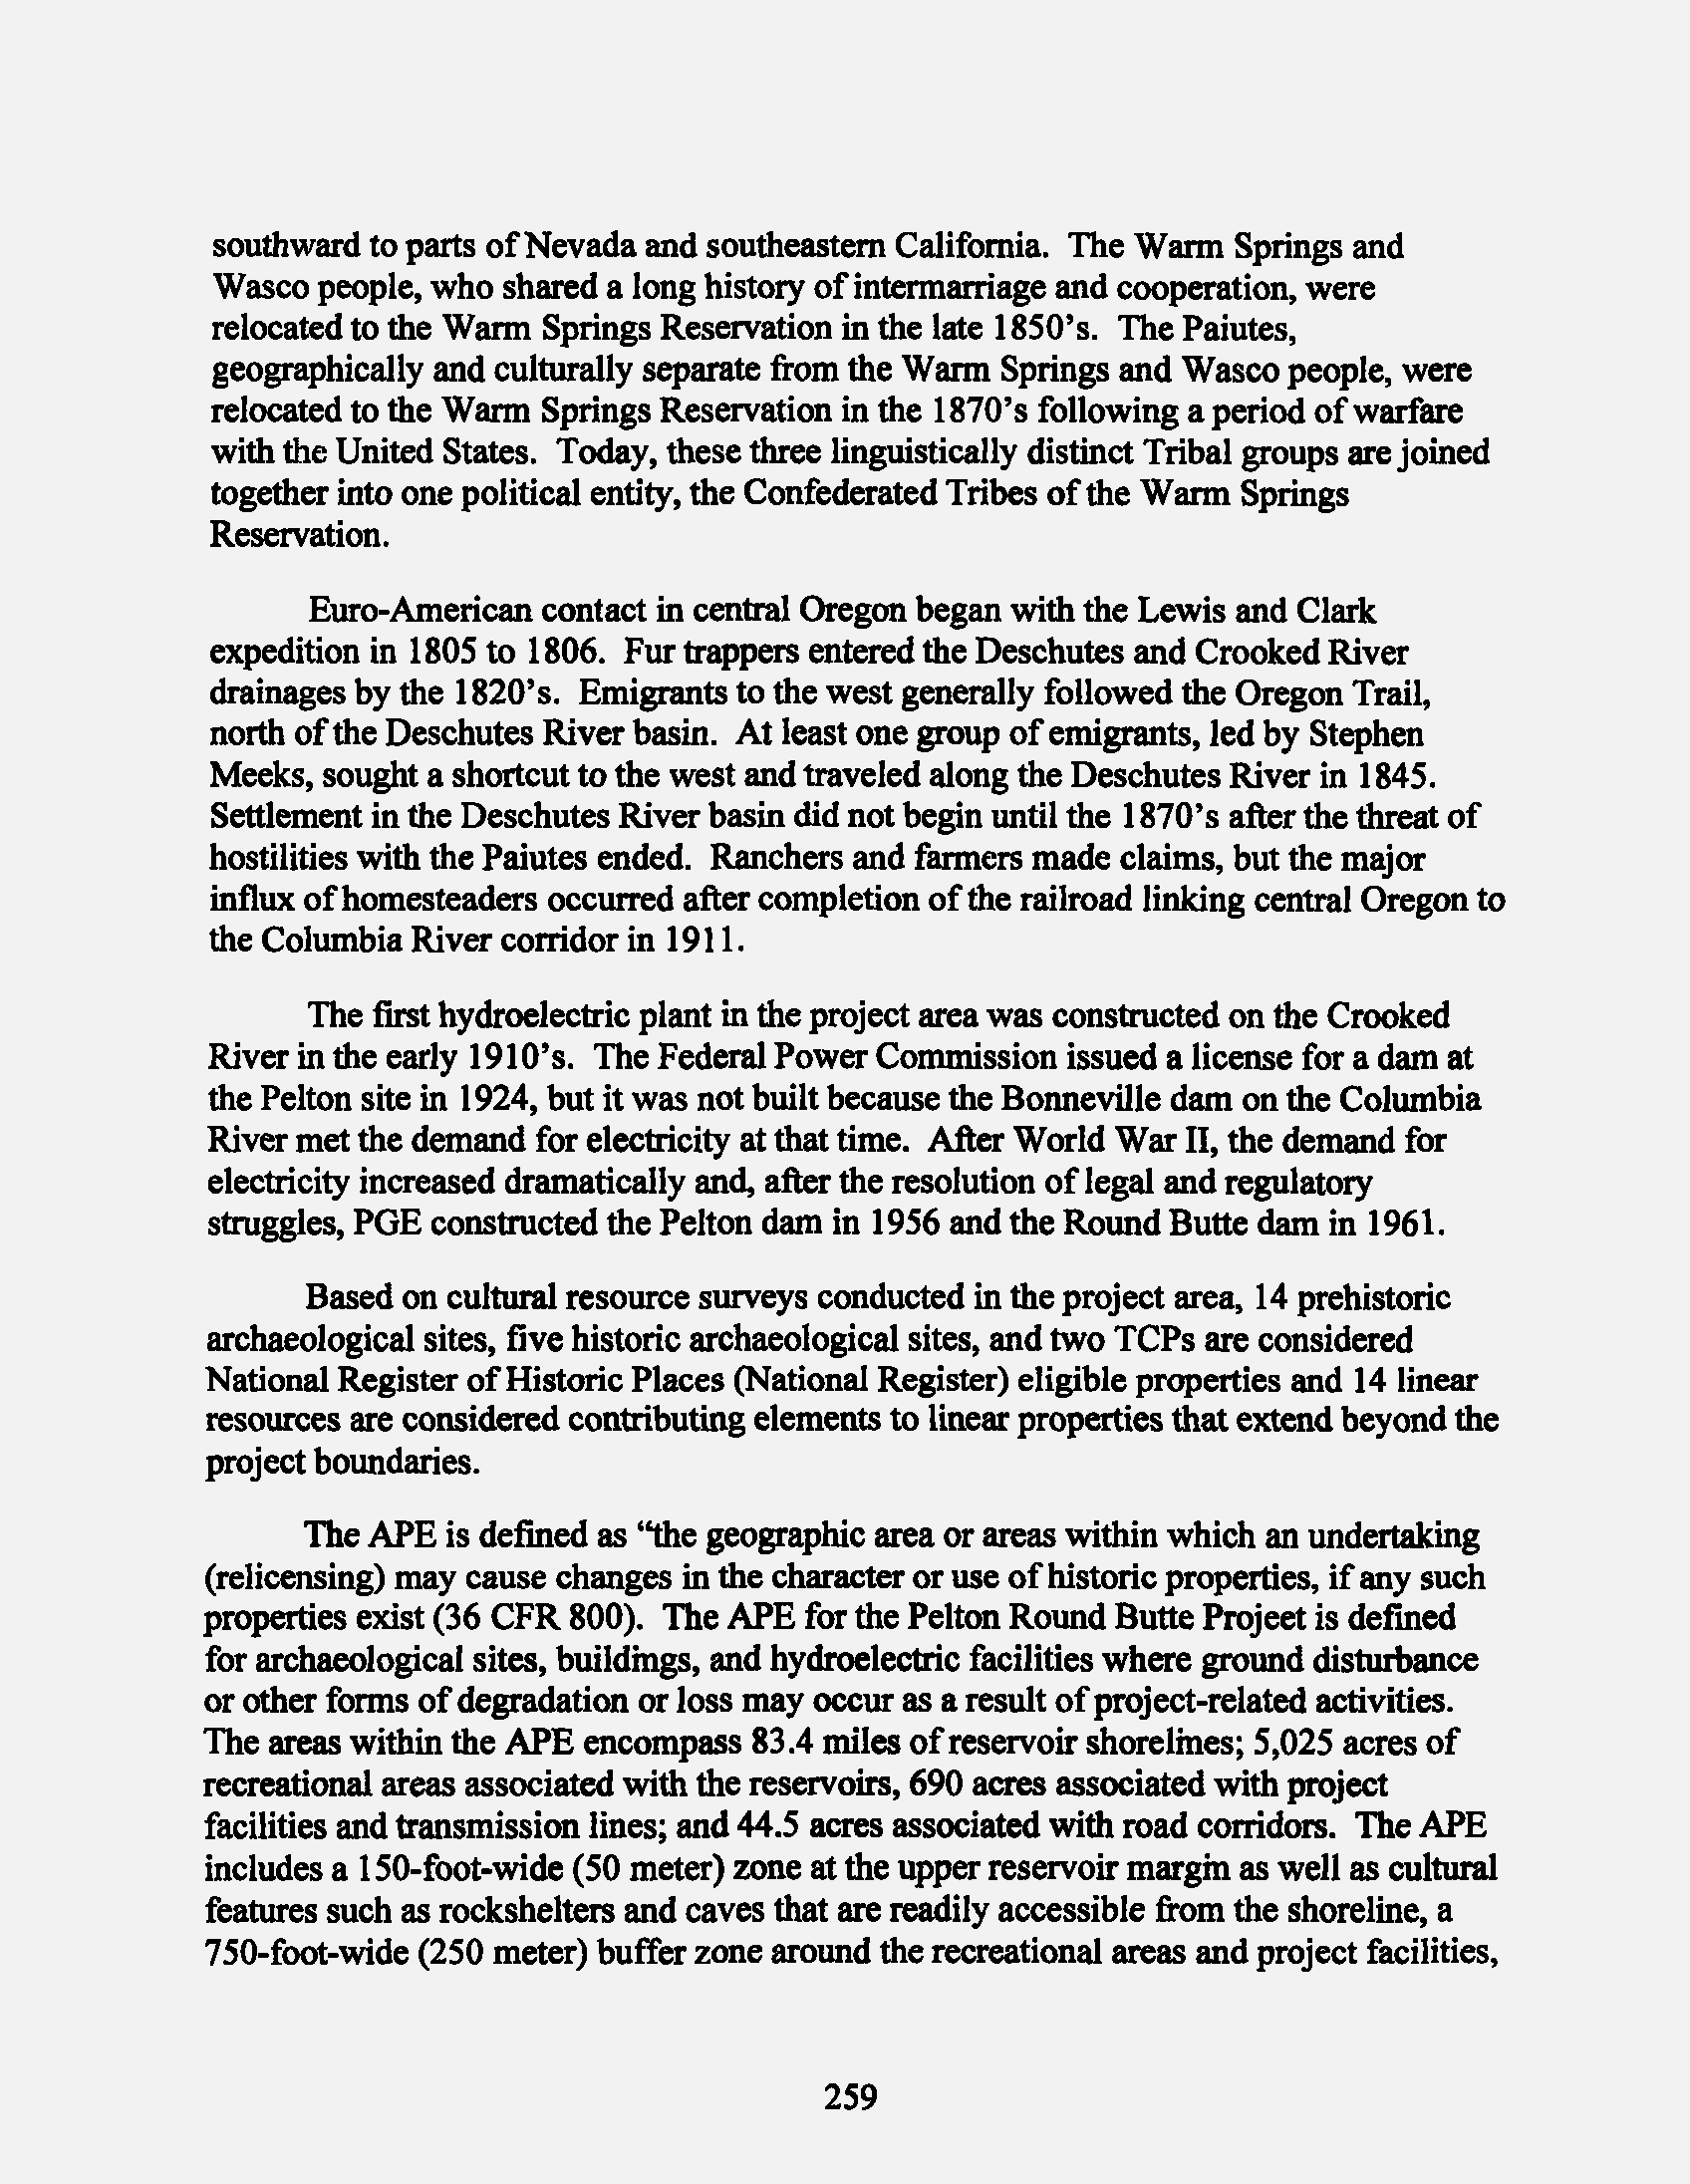 southward to parts of Nevada and southeastern California.  The Warm Springs and
Wasco people, who shared a long history of intermarriage and cooperation, were
relocated to the Warm Springs Reservation in the late 1850's.  The Paiutes,
geographically and culturally separate from the Warm Springs and Wasco people, were
relocated to the Warm Springs Reservation in the 1870's following a period of warfare
with the United States.  Today, these three linguistically distinct Tribal groups are joined
together into one political entity, the Confederated Tribes of the Warm Springs
Reservation.
Euro-American contact in central Oregon began with the Lewis and Clark
expedition in 1805 to 1806.  Fur trappers entered the Deschutes and Crooked River
drainages by the 1820's.  Emigrants to the west generally followed the Oregon Trail,
north of the Deschutes River basin.  At least one group of emigrants, led by Stephen
Meeks, sought a shortcut to the west and traveled along the Deschutes River in 1845.
Settlement in the Deschutes River basin did not begin until the 1870's after the threat of
hostilities with the Paiutes ended.  Ranchers and farmers made claims, but the major
influx of homesteaders occurred after completion of the railroad linking central Oregon to
the Columbia River corridor in 1911.
The first hydroelectric plant in the project area was constructed on the Crooked
River in the early 1910's.  The Federal Power Commission issued a license for a dam at
the Pelton site in 1924, but it was not built because the Bonneville dam on the Columbia
River met the demand for electricity at that time.  After World War II, the demand for
electricity increased dramatically and, after the resolution of legal and regulatory
struggles, PGE constructed the Pelton dam in 1956 and the Round Butte dam in 1961.
Based on cultural resource surveys conducted in the project area, 14 prehistoric
archaeological sites, five historic archaeological sites, and two TCPs are considered
National Register of Historic Places (National Register) eligible properties and 14 linear
resources are considered contributing elements to linear properties that extend beyond the
project boundaries.
The APE is defined as “the geographic area or areas within which an undertaking
(relicensing) may cause changes in the character or use of historic properties, if any such
properties exist (36 CFR 800).  The APE for the Pelton Round Butte Project is defined
for archaeological sites, buildings, and hydroelectric facilities where ground disturbance
or other forms of degradation or loss may occur as a result of project-related activities.
The areas within the APE encompass 83.4 miles of reservoir shorelines; 5,025 acres of
recreational areas associated with the reservoirs, 690 acres associated with project
facilities and transmission lines; and 44.5 acres associated with road corridors.  The APE
includes a 150-foot-wide (50 meter) zone at the upper reservoir margin as well as cultural
features such as rockshelters and caves that are readily accessible from the shoreline, a
750-foot-wide (250 meter) buffer zone around the recreational areas and project facilities,
259